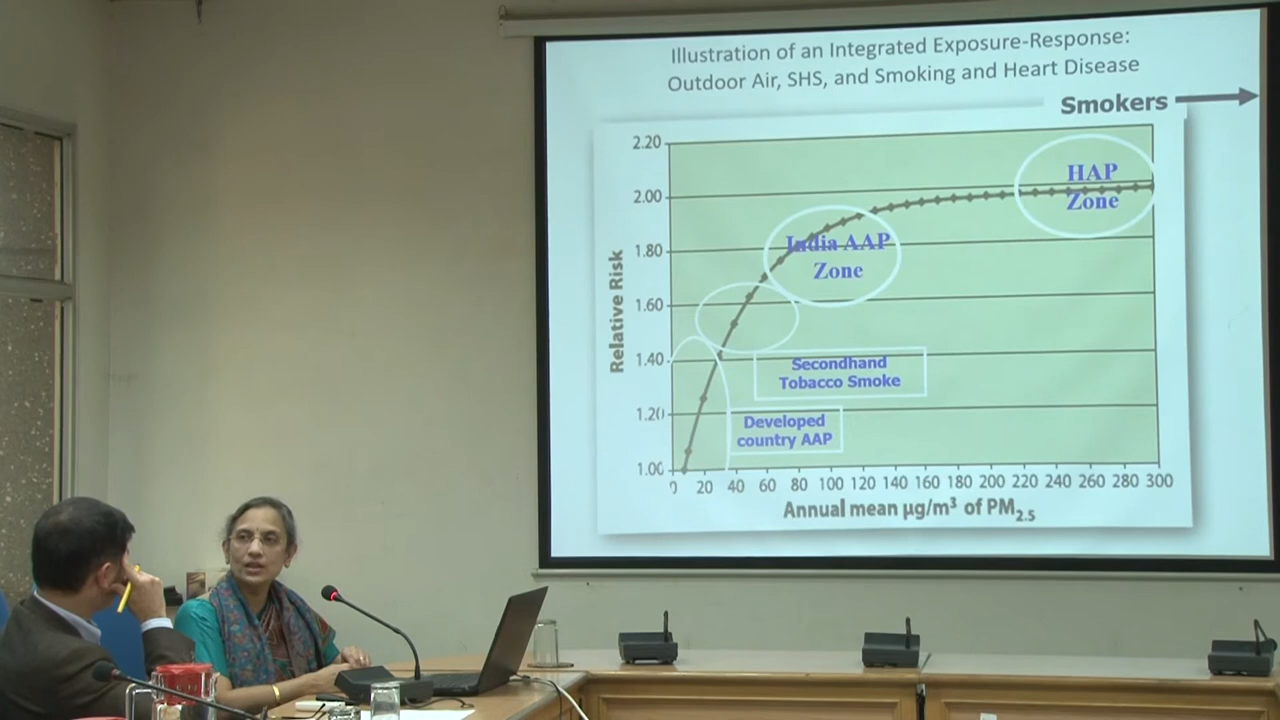 Illustration of an Integrated Exposure-Response:
Outdoor Air, SHS, and Smoking and Heart Disease
Smokers
2.20
2.00
1.80
1.60
1.40
1.20
1.00
Relative Risk
HAP
Zone
India AAP
Zone
Secondhand
Tobacco Smoke
Developed
country AAP
0 20 40 60 80 100 120 140 160 180 200 220 240 260 280 300
Annual mean µg/m³ of PM2.5